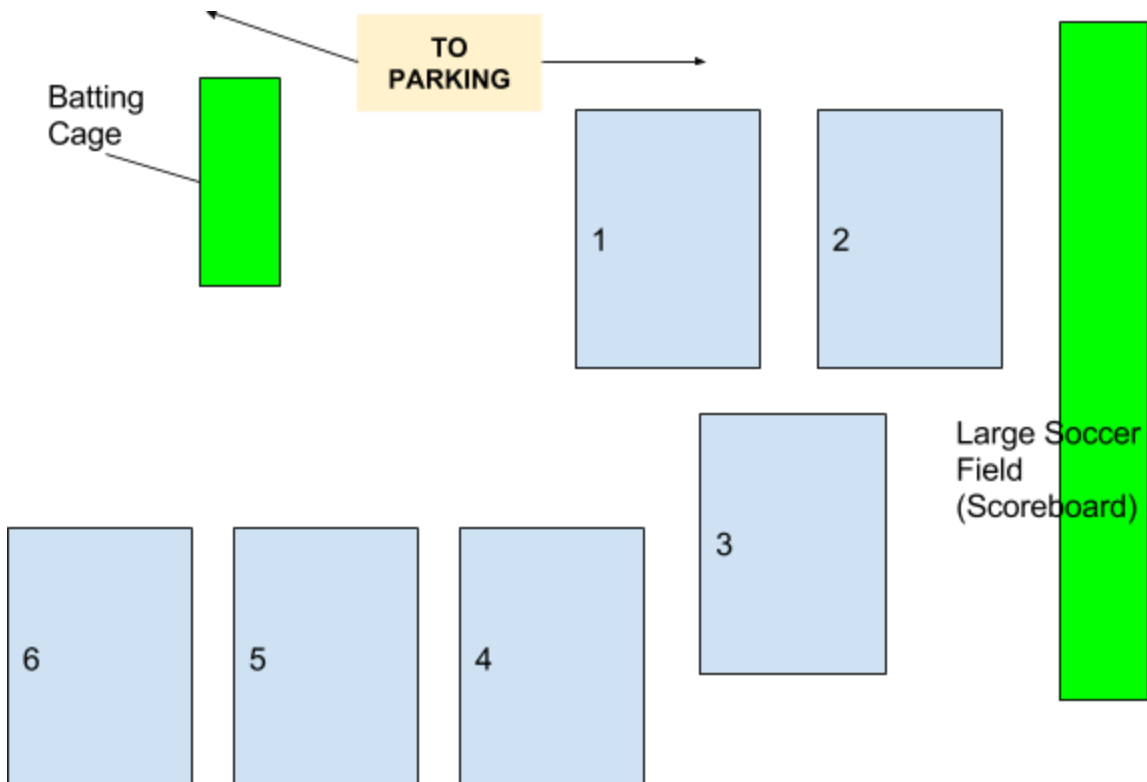 TO
PARKING
Batting
Cage
1
2
Large Soccer
Field
(Scoreboard)
3
6
5
4